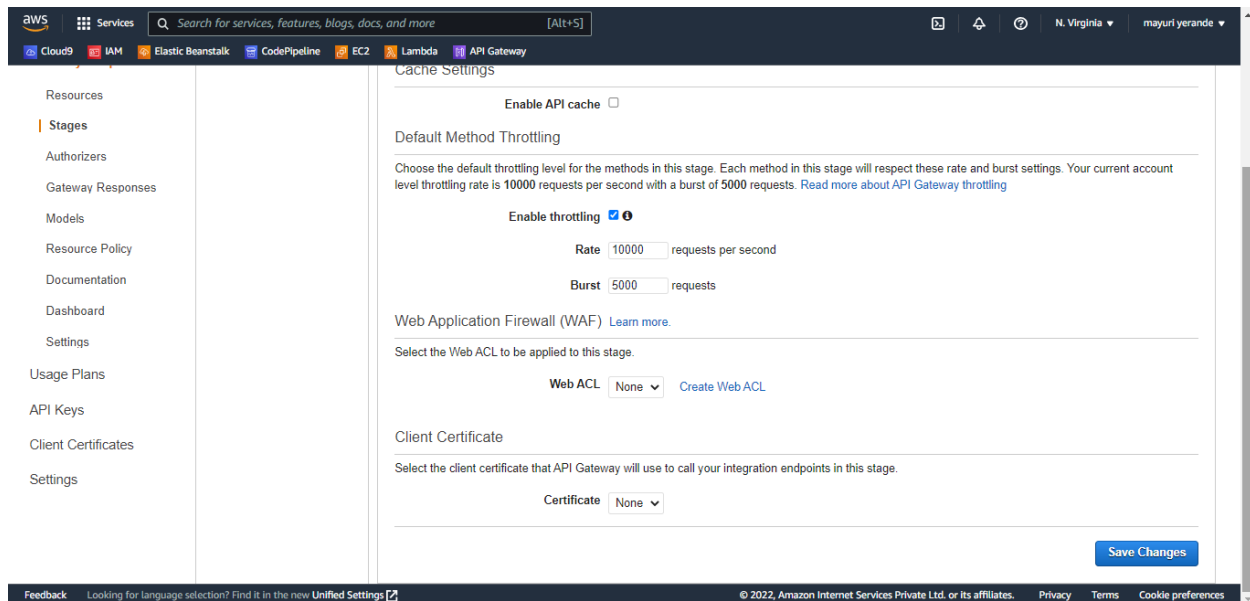 aws Services Search for services, features, blogs, docs, and more [Alt+S] N. Virginia ▼ mayuri yerande ▼
Cloud9 IAM Elastic Beanstalk CodePipeline EC2 Lambda API Gateway
Resources
Stages
Authorizers
Gateway Responses
Models
Resource Policy
Documentation
Dashboard
Settings
Usage Plans
API Keys
Client Certificates
Settings
Cache Settings
Enable API cache
Default Method Throttling
Choose the default throttling level for the methods in this stage. Each method in this stage will respect these rate and burst settings. Your current account
level throttling rate is 10000 requests per second with a burst of 5000 requests. Read more about API Gateway throttling
Enable throttling
Rate 10000 requests per second
Burst 5000 requests
Web Application Firewall (WAF) Learn more.
Select the Web ACL to be applied to this stage.
Web ACL None Create Web ACL
Client Certificate
Select the client certificate that API Gateway will use to call your integration endpoints in this stage.
Certificate None
Save Changes
Feedback Looking for language selection? Find it in the new Unified Settings © 2022, Amazon Internet Services Private Ltd. or its affiliates. Privacy Terms Cookie preferences